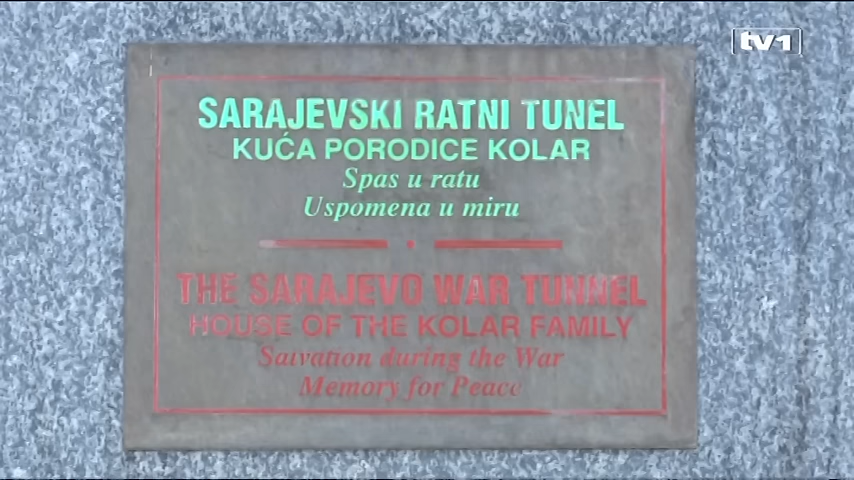 tv1
SARAJEVSKI RATNI TUNEL
KUĆA PORODICE KOLAR
Spas u ratu
Uspomena u miru
THE SARAJEVO WAR TUNNEL
HOUSE OF THE KOLAR FAMILY
Salvation during the War
Memory for Peace